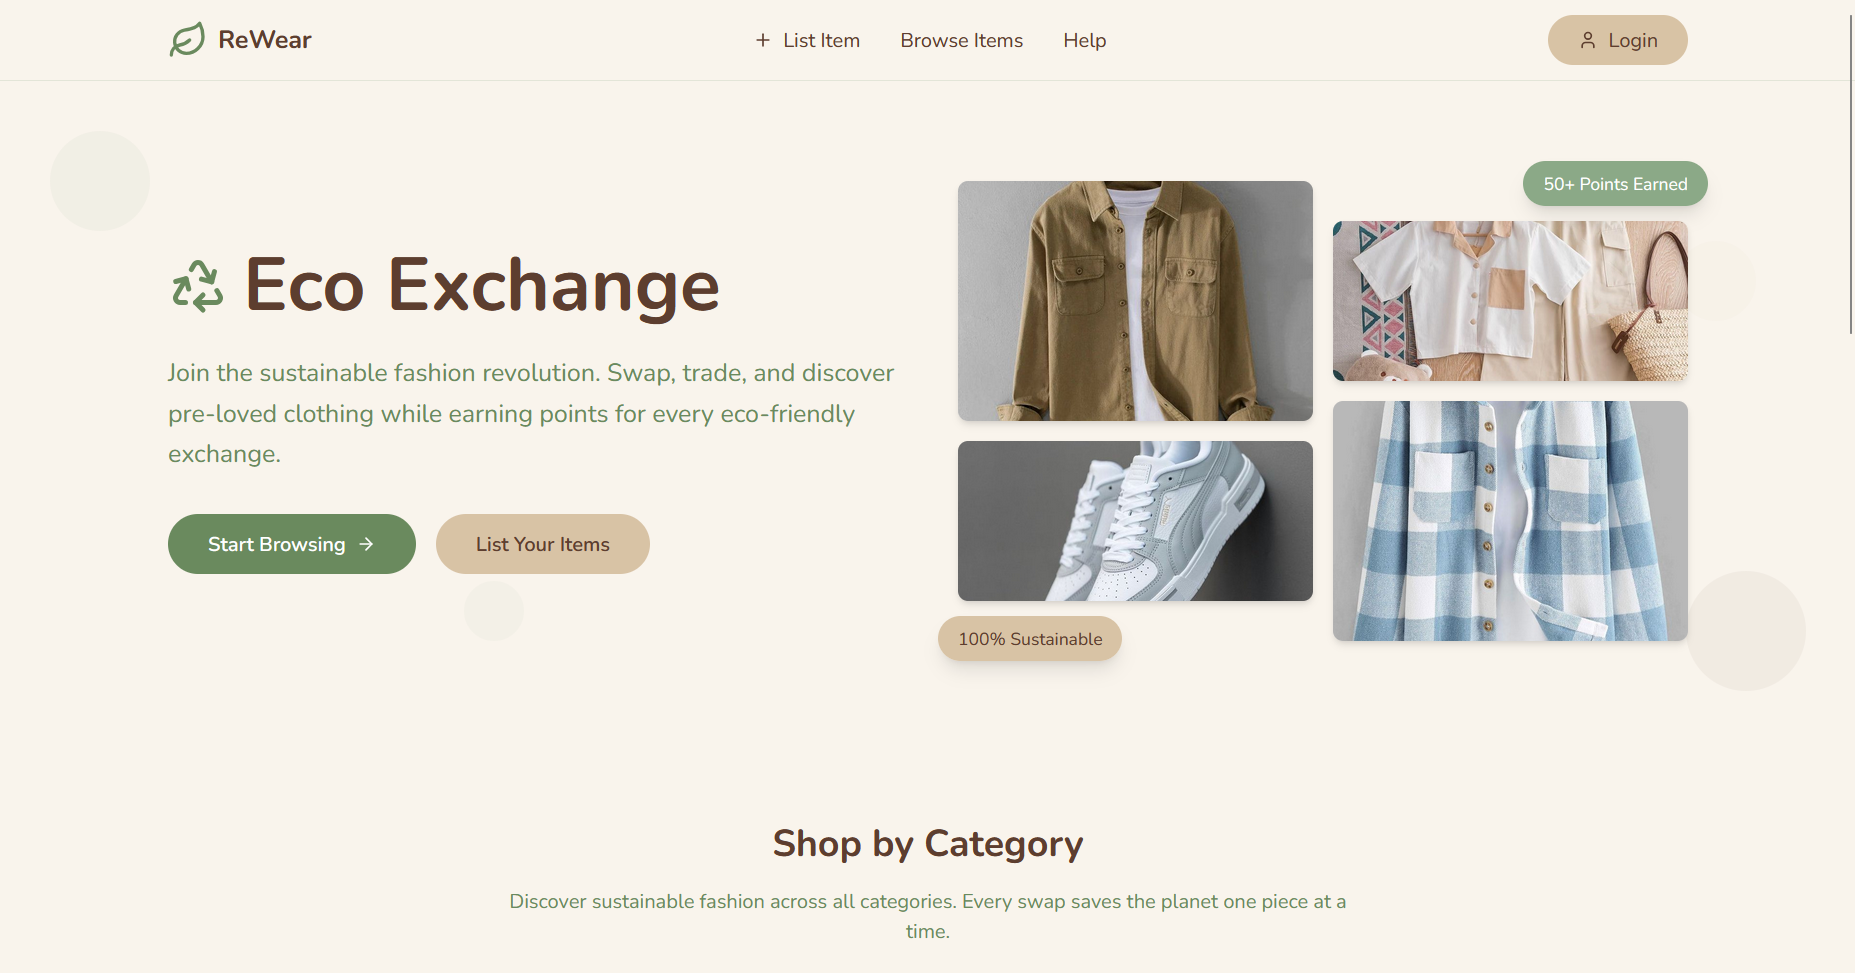 ReWear
List Item
Browse Items
Help
Login
50+ Points Earned
Eco Exchange
Join the sustainable fashion revolution. Swap, trade, and discover
pre-loved clothing while earning points for every eco-friendly
exchange.
Start Browsing
List Your Items
100% Sustainable
Shop by Category
Discover sustainable fashion across all categories. Every swap saves the planet one piece at a
time.